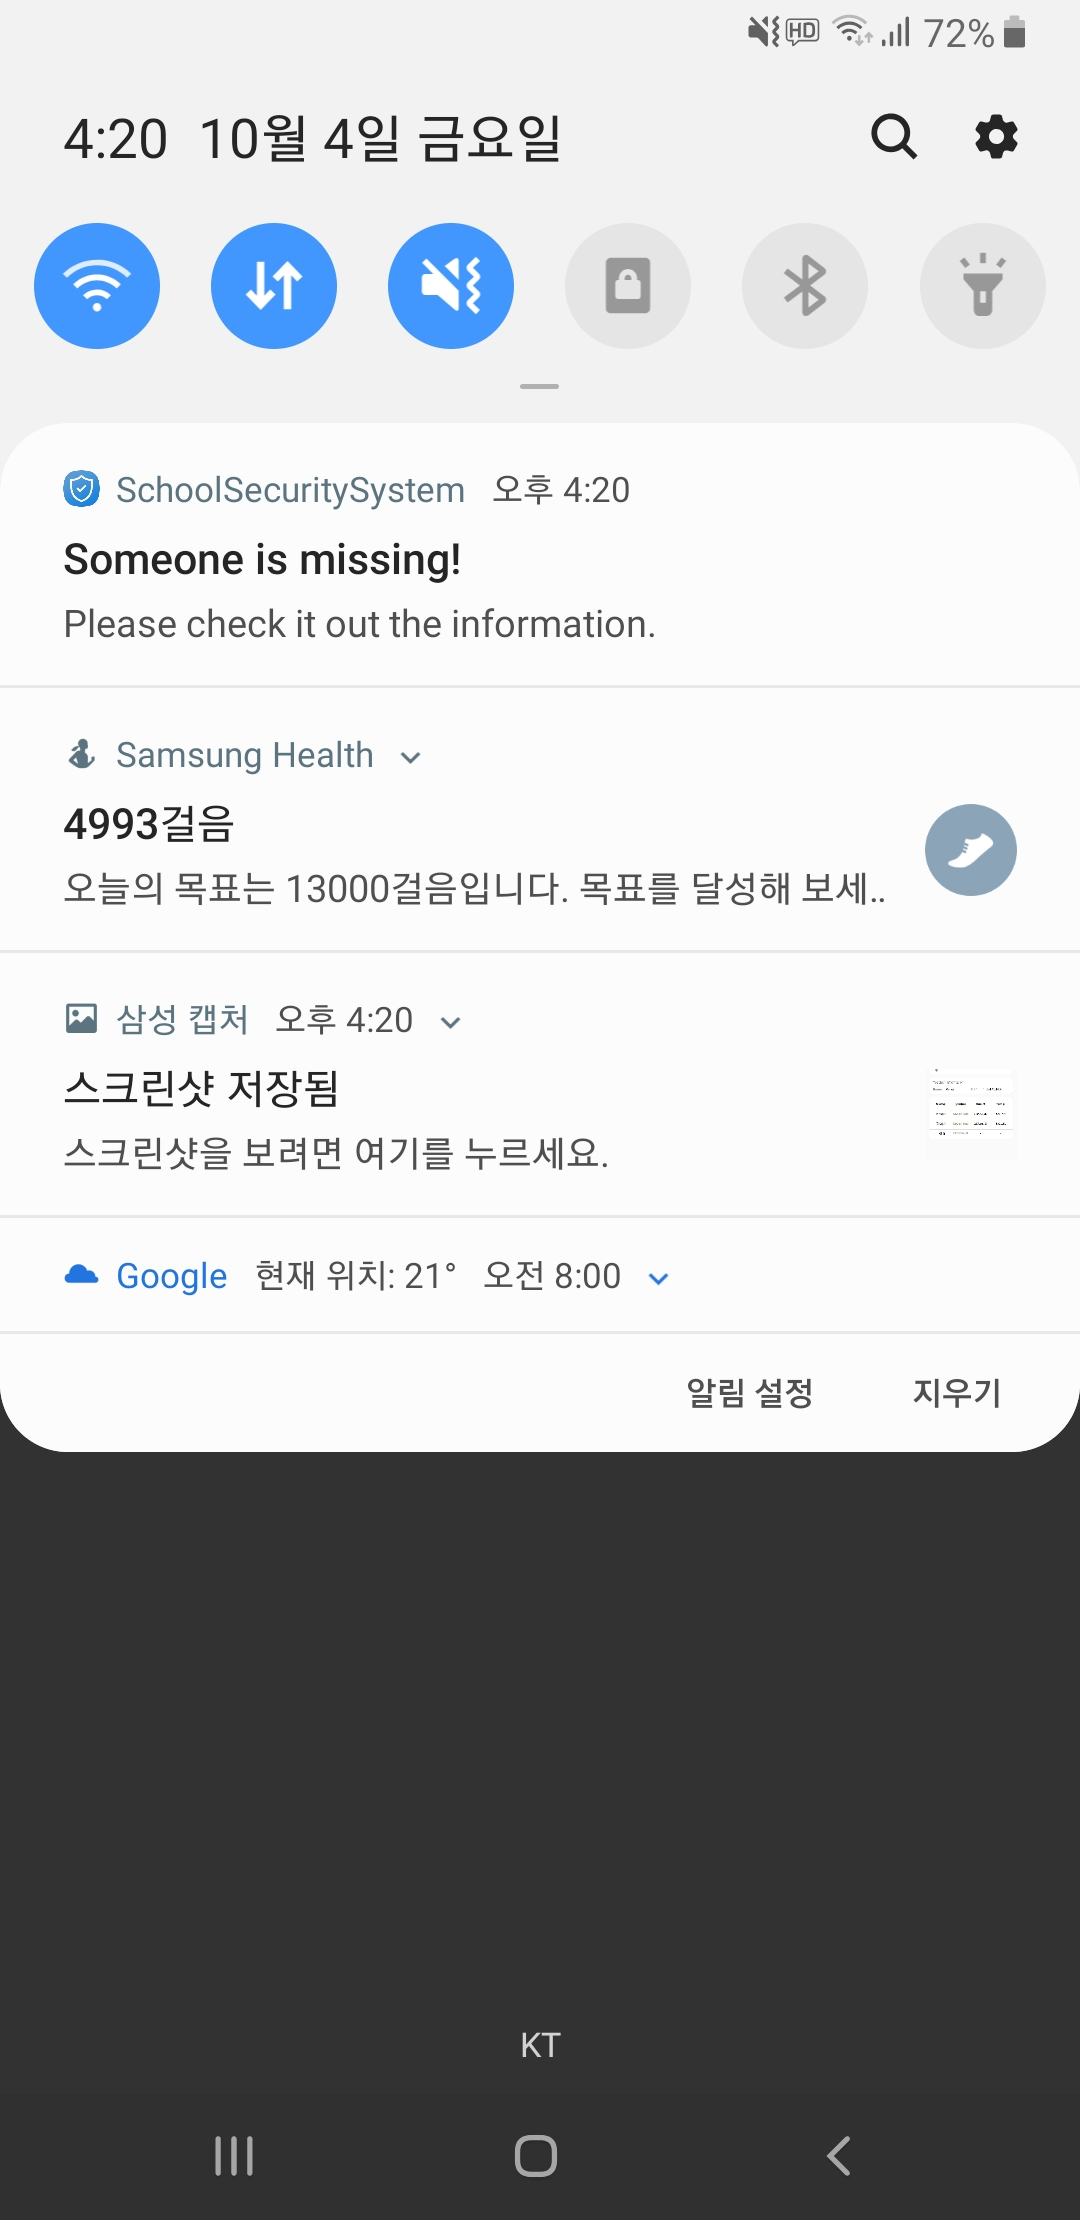 HD 72%
4:20 10월 4일 금요일
SchoolSecuritySystem 오후 4:20
Someone is missing!
Please check it out the information.
Samsung Health
4993걸음
오늘의 목표는 13000걸음입니다. 목표를 달성해 보세..
삼성 캡처 오후 4:20
스크린샷 저장됨
스크린샷을 보려면 여기를 누르세요.
Google 현재 위치: 21° 오전 8:00
알림 설정 지우기
KT